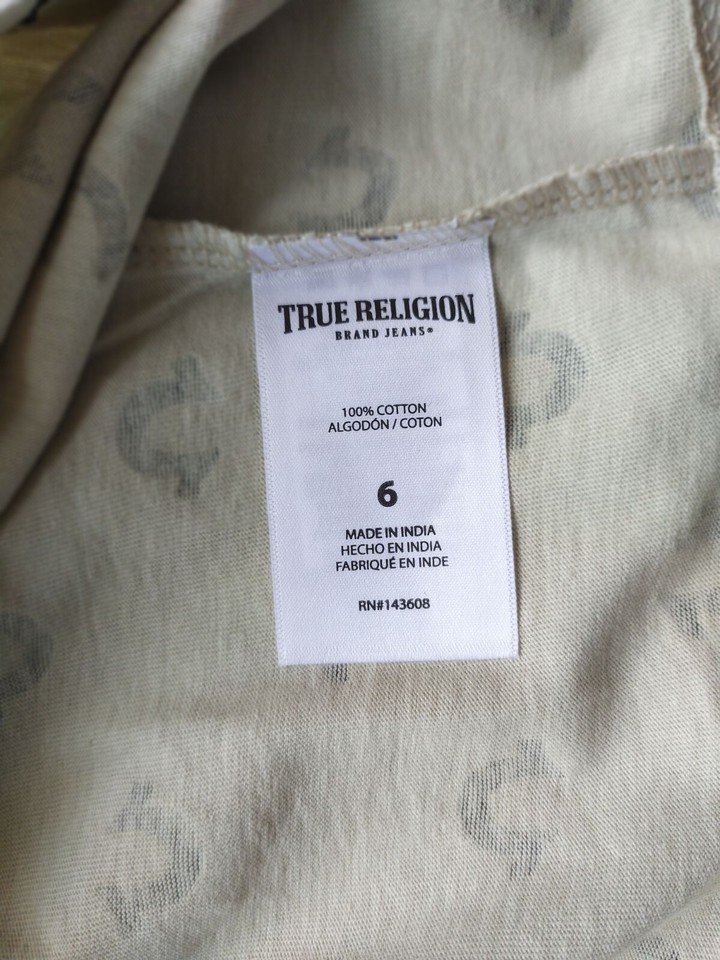 TRUE RELIGION
BRAND JEANS®
100% COTTON
ALGODÓN / COTON
6
MADE IN INDIA
HECHO EN INDIA
FABRIQUÉ EN INDE
RN#143608